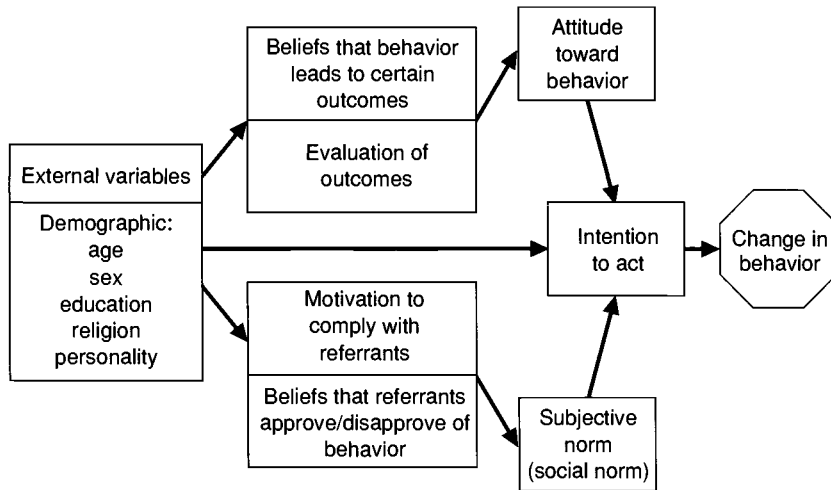 External variables
Demographic:
age
sex
education
religion
personality
Beliefs that behavior
leads to certain
outcomes
Evaluation of
outcomes
Motivation to
comply with
referrants
Beliefs that referrants
approve/disapprove of
behavior
Attitude
toward
behavior
Intention
to act
Subjective
norm
(social norm)
Change in
behavior